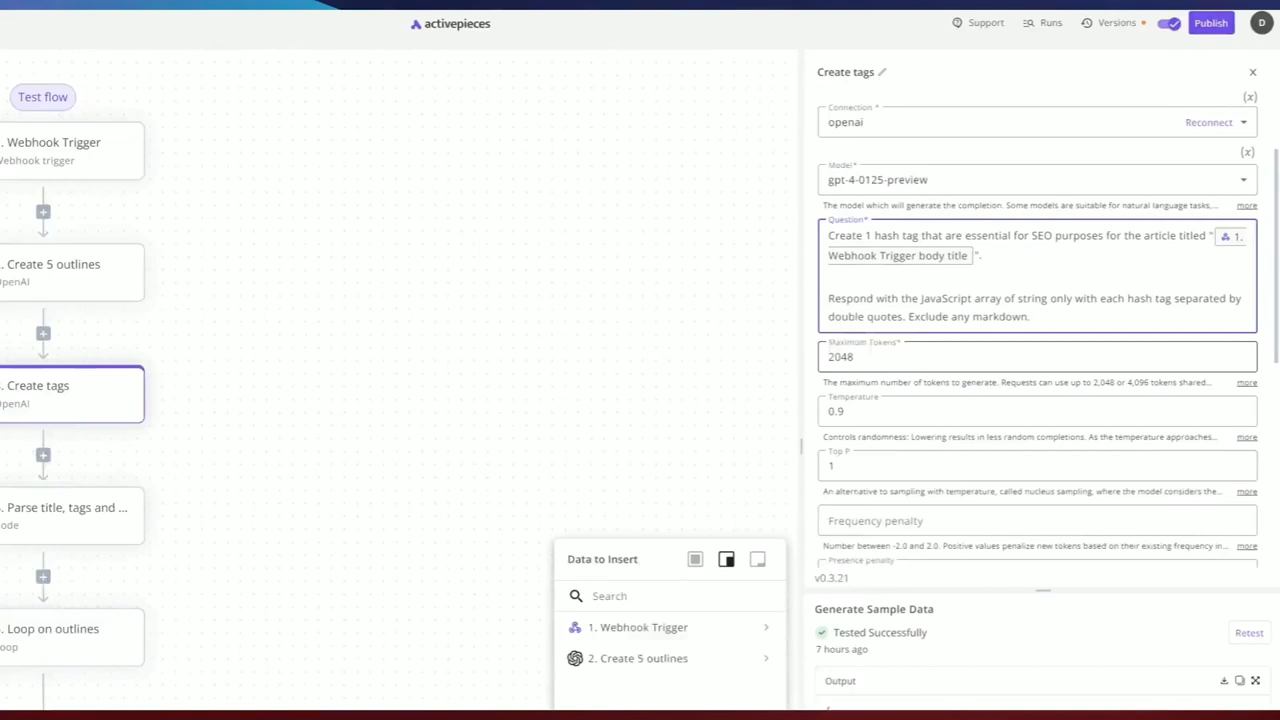 activepieces
Support
Runs
Versions
Publish
D
Test flow
. Webhook Trigger
Webhook trigger
. Create 5 outlines
OpenAI
. Create tags
OpenAI
. Parse title, tags and ...
ode
. Loop on outlines
oop
Data to Insert
Search
1. Webhook Trigger
2. Create 5 outlines
Create tags
(x)
Connection *
openai
Reconnect
(x)
Model*
gpt-4-0125-preview
The model which will generate the completion. Some models are suitable for natural language tasks,...
more
Question*
Create 1 hash tag that are essential for SEO purposes for the article titled " 1.
Webhook Trigger body title ".
Respond with the JavaScript array of string only with each hash tag separated by
double quotes. Exclude any markdown.
Maximum Tokens*
2048
The maximum number of tokens to generate. Requests can use up to 2,048 or 4,096 tokens shared...
more
Temperature
0.9
Controls randomness: Lowering results in less random completions. As the temperature approaches...
more
Top P
1
An alternative to sampling with temperature, called nucleus sampling, where the model considers the...
more
Frequency penalty
Number between -2.0 and 2.0. Positive values penalize new tokens based on their existing frequency in...
more
Presence penalty
v0.3.21
Generate Sample Data
Tested Successfully
Retest
7 hours ago
Output